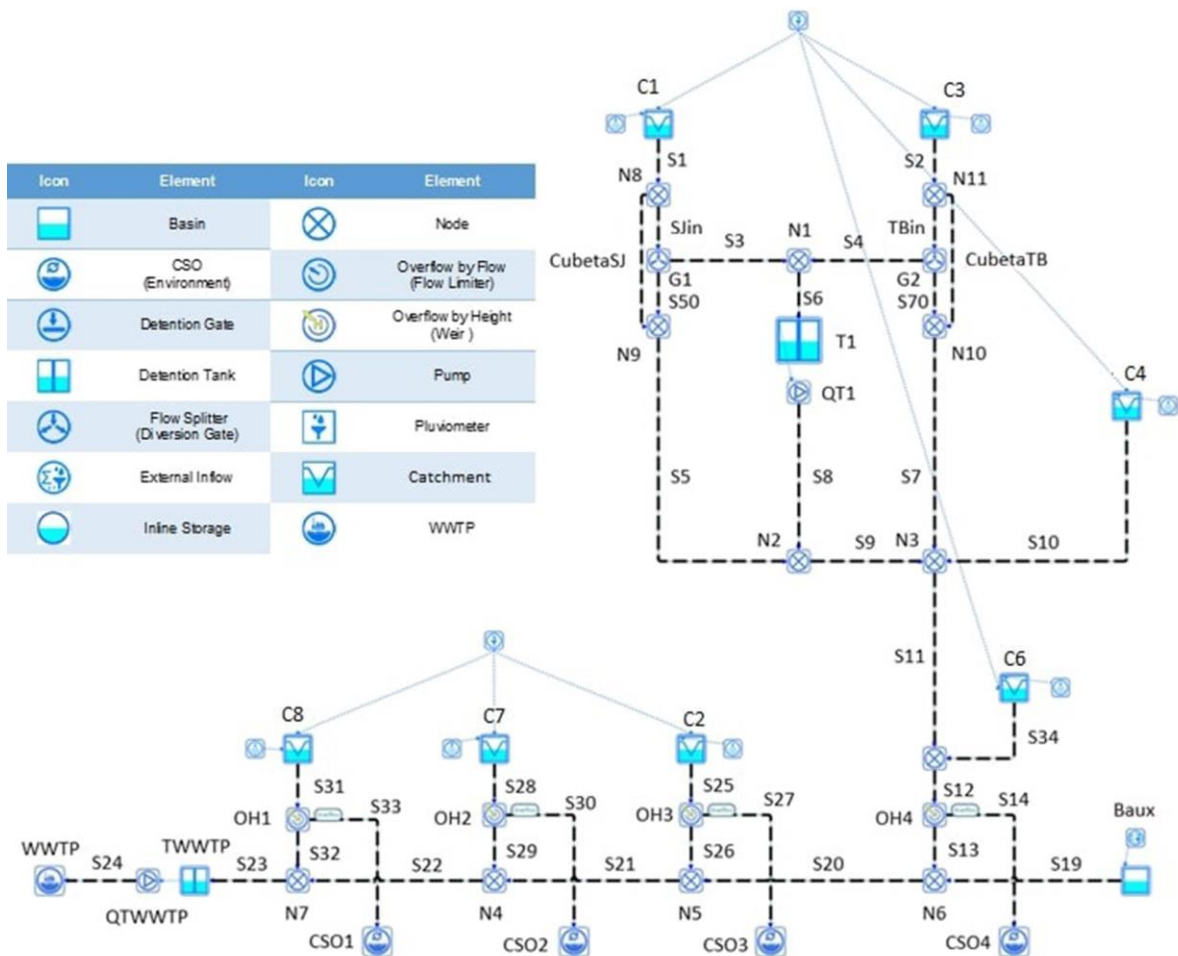 C1
C3
S1
S2
N8
N11
SJin
TBin
N1
S3
S4
CubetaSJ
CubetaTB
G1
G2
S50
S6
S70
N9
T1
N10
QT1
C4
S5
S8
S7
N2
S9
N3
S10
Icon Element Icon Element
Basin Node
CSO
(Environment)
Overflow by Flow
(Flow Limiter)
Detention Gate
Overflow by Height
(Weir )
Detention Tank Pump
Flow Splitter
(Diversion Gate)
Pluviometer
External Inflow Catchment
Inline Storage WWTP
S11
C6
S34
C8
C7
C2
S31
S28
S25
S12
S33
S30
S27
S14
OH1
OH2
OH3
OH4
Baux
WWTP
TWWTP
S32
S29
S26
S13
S24
S23
S22
S21
S20
S19
QTWWTP
N7
N4
N5
N6
CSO1
CSO2
CSO3
CSO4